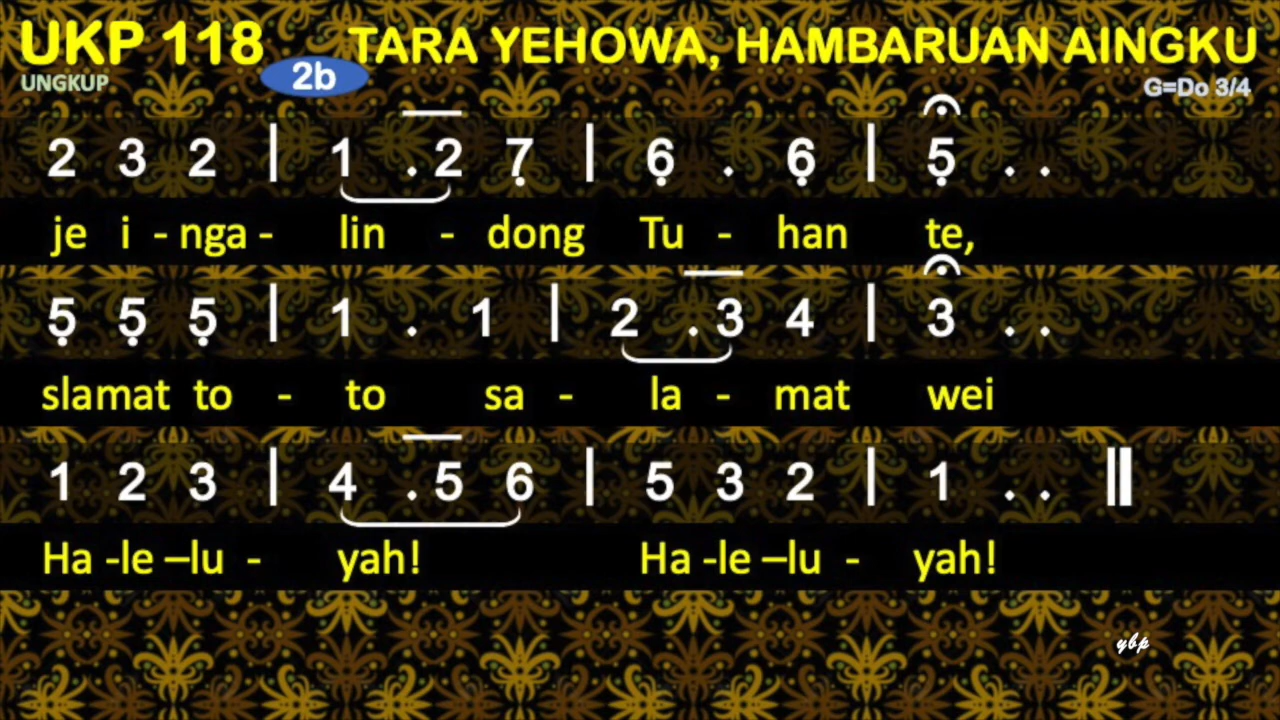 UKP 118 TARA YEHOWA, HAMBARUAN AINGKU
UNGKUP 2b G=Do 3/4
2 3 2 | 1 . 2 7̣ | 6̣ . 6̣ | 5̣ . .
je i - nga - lin - dong Tu - han te,
5̣ 5̣ 5̣ | 1 . 1 | 2 . 3 4 | 3 . .
slamat to - to sa - la - mat wei
1 2 3 | 4 . 5 6 | 5 3 2 | 1 . .
Ha -le –lu - yah! Ha -le –lu - yah!
ybp